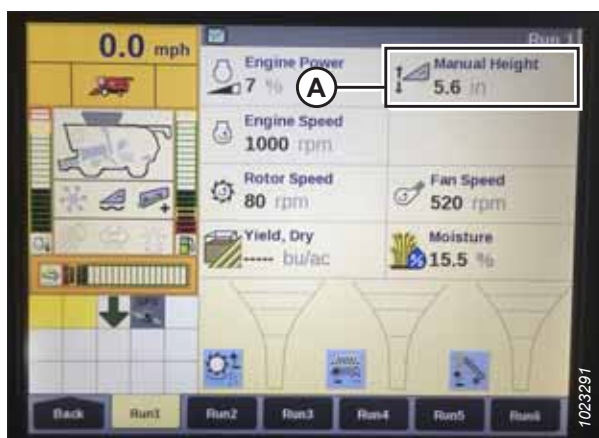 0.0 mph
Run 1
Engine Power
7 %
A
Manual Height
5.6 in
Engine Speed
1000 rpm
Rotor Speed
80 rpm
Fan Speed
520 rpm
Yield, Dry
----- bu/ac
Moisture
15.5 %
Back
Run1
Run2
Run3
Run4
Run5
Run6
1023291